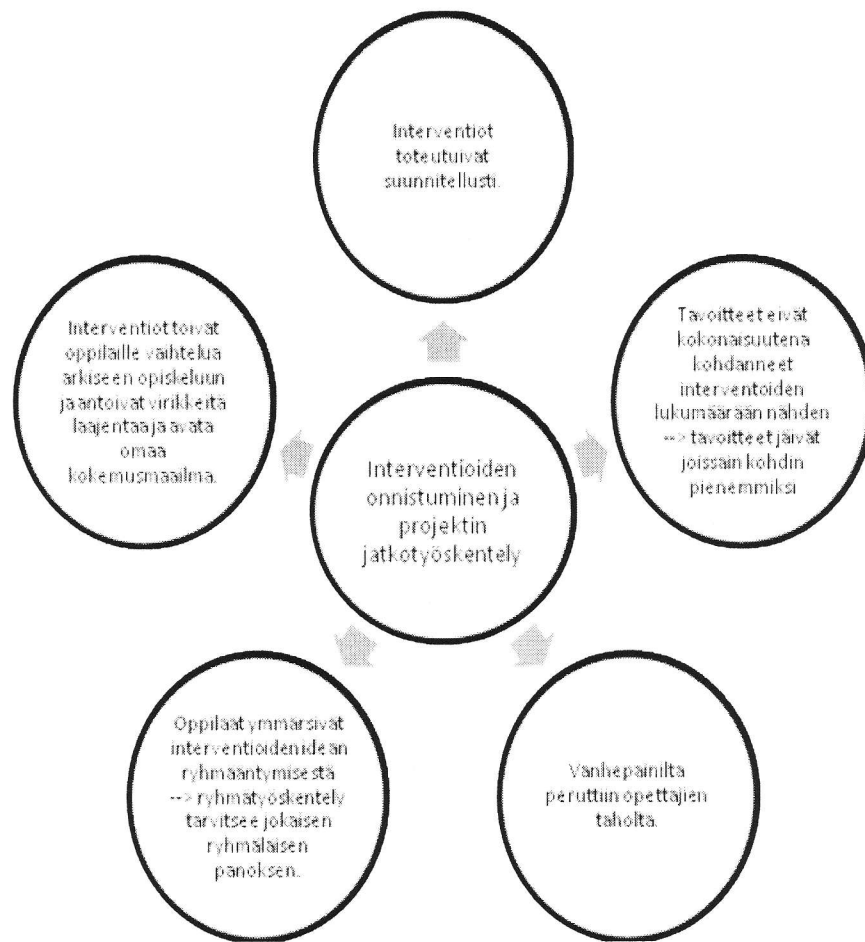 Interventiot
toteutuivat
suunnitellusti.
Interventiot toivat
oppilaille vaihtelua
arkiseen opiskeluun
ja antoivat virikkeitä
laajentaa ja avata
omaa
kokemusmaailma.
Tavoitteet eivät
kokonaisuutena
kohdanneet
interventoiden
lukumäärään nähden
--> tavoitteet jäivät
joissain kohdin
pienemmiksi
Interventioiden
onnistuminen ja
projektin
jatkotyöskentely
Oppilaat ymmärsivät
interventioiden idean
ryhmääntymisestä
--> ryhmätyöskentely
tarvitsee jokaisen
ryhmäläisen
panoksen.
Vanhepainilta
peruttiin opettajien
taholta.